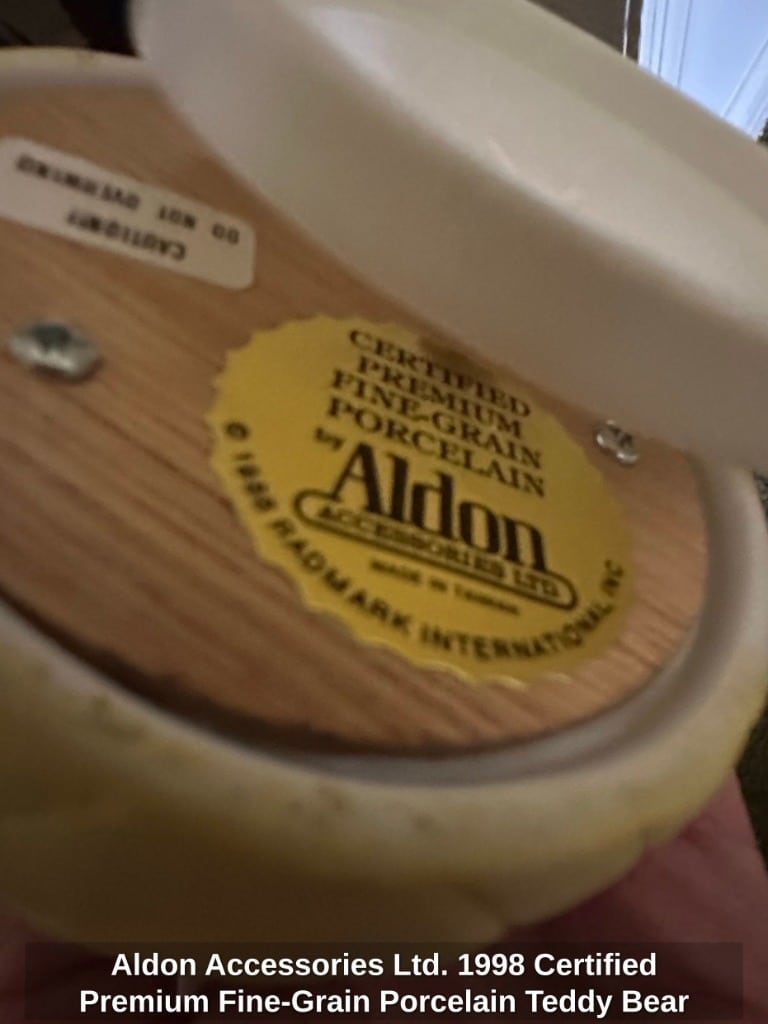 CAUTION!!
DO NOT OVERWIND
CERTIFIED
PREMIUM
FINE-GRAIN
PORCELAIN
by
Aldon
ACCESSORIES LTD.
MADE IN TAIWAN
© RADMARK INTERNATIONAL, INC
Aldon Accessories Ltd. 1998 Certified
Premium Fine-Grain Porcelain Teddy Bear